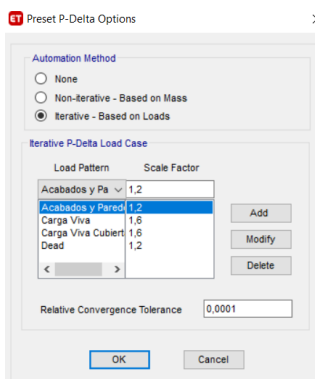 ET Preset P-Delta Options
Automation Method
None
Non-iterative - Based on Mass
Iterative - Based on Loads
Iterative P-Delta Load Case
Load Pattern Scale Factor
Acabados y Pa 1,2
Acabados y Pared 1,2
Carga Viva 1,6
Carga Viva Cubiert 1,6
Dead 1,2
Add
Modify
Delete
Relative Convergence Tolerance 0,0001
OK Cancel